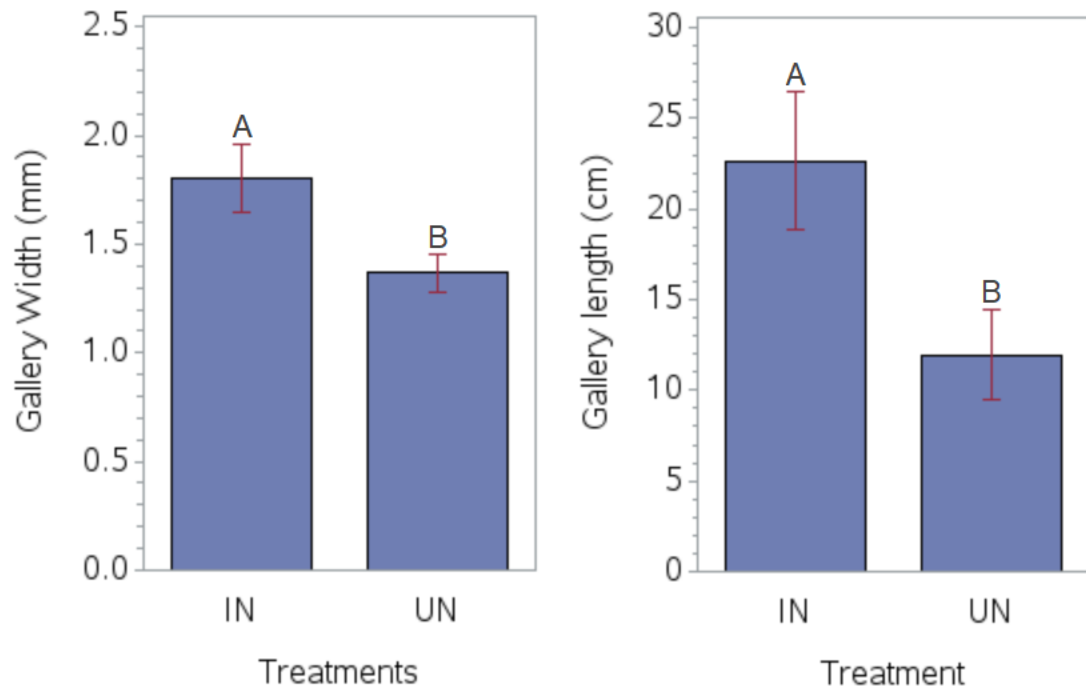 Gallery Width (mm)
2.5
2.0
1.5
1.0
0.5
0.0
A
B
IN
UN
Treatments
Gallery length (cm)
30
25
20
15
10
5
0
A
B
IN
UN
Treatment